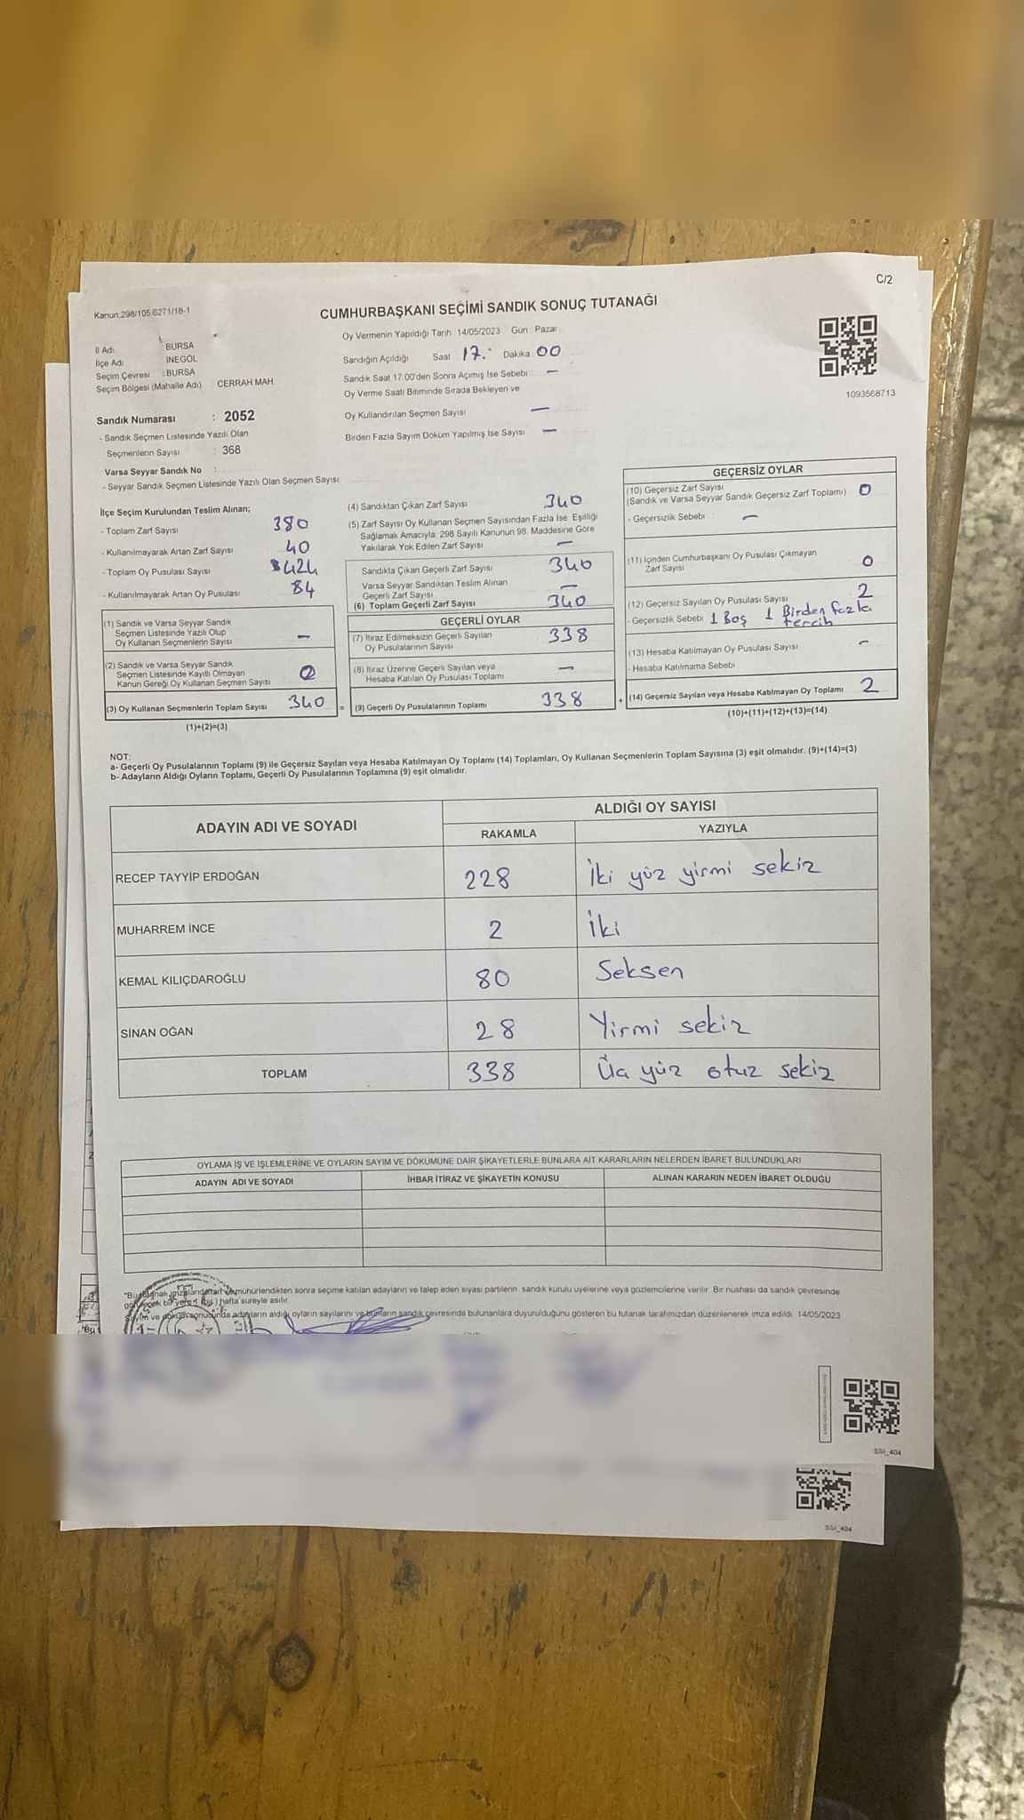 C/2
Kanun:298/105 6271/18-1
CUMHURBAŞKANI SEÇİMİ SANDIK SONUÇ TUTANAĞI
Oy Vermenin Yapıldığı Tarih 14/05/2023 Gün : Pazar
İl Adı : BURSA
İlçe Adı İNEGÖL
Seçim Çevresi : BURSA
Seçim Bölgesi (Mahalle Adı) CERRAH MAH.
Sandığın Açıldığı Saat 17. Dakika 00
Sandık Saat 17:00'den Sonra Açımış İse Sebebi : —
Oy Verme Saati Bitiminde Sırada Bekleyen ve
Oy Kullandırılan Seçmen Sayısı —
Birden Fazla Sayım Döküm Yapılmış İse Sayısı —
1093568713
Sandık Numarası : 2052
- Sandık Seçmen Listesinde Yazılı Olan
Seçmenlerin Sayısı : 368
Varsa Seyyar Sandık No :
- Seyyar Sandık Seçmen Listesinde Yazılı Olan Seçmen Sayısı
İlçe Seçim Kurulundan Teslim Alınan;
- Toplam Zarf Sayısı 380
- Kullanılmayarak Artan Zarf Sayısı 40
- Toplam Oy Pusulası Sayısı 424
- Kullanılmayarak Artan Oy Pusulası 84
(1) Sandık ve Varsa Seyyar Sandık
Seçmen Listesinde Yazılı Olup
Oy Kullanan Seçmenlerin Sayısı —
(2) Sandık ve Varsa Seyyar Sandık
Seçmen Listesinde Kayıtlı Olmayan
Kanun Gereği Oy Kullanan Seçmen Sayısı
(3) Oy Kullanan Seçmenlerin Toplam Sayısı 340 =
(1)+(2)=(3)
(4) Sandıktan Çıkan Zarf Sayısı 340
(5) Zarf Sayısı Oy Kullanan Seçmen Sayısından Fazla İse, Eşitliği
Sağlamak Amacıyla, 298 Sayılı Kanunun 98. Maddesine Göre
Yakılarak Yok Edilen Zarf Sayısı —
Sandıkta Çıkan Geçerli Zarf Sayısı 340
Varsa Seyyar Sandıktan Teslim Alınan
Geçerli Zarf Sayısı —
(6) Toplam Geçerli Zarf Sayısı 340
GEÇERLİ OYLAR
(7) İtiraz Edilmeksizin Geçerli Sayılan
Oy Pusulalarının Sayısı 338
(8) İtiraz Üzerine Geçerli Sayılan veya
Hesaba Katılan Oy Pusulası Toplamı —
(9) Geçerli Oy Pusulalarının Toplamı 338 +
GEÇERSİZ OYLAR
(10) Geçersiz Zarf Sayısı
(Sandık ve Varsa Seyyar Sandık Geçersiz Zarf Toplamı) 0
- Geçersizlik Sebebi : —
(11) İçinden Cumhurbaşkanı Oy Pusulası Çıkmayan
Zarf Sayısı 0
(12) Geçersiz Sayılan Oy Pusulası Sayısı 2
- Geçersizlik Sebebi 1 Boş 1 Birden fazla
tercih
(13) Hesaba Katılmayan Oy Pusulası Sayısı —
- Hesaba Katılmama Sebebi
(14) Geçersiz Sayılan veya Hesaba Katılmayan Oy Toplamı 2
(10)+(11)+(12)+(13)=(14)
NOT:
a- Geçerli Oy Pusulalarının Toplamı (9) ile Geçersiz Sayılan veya Hesaba Katılmayan Oy Toplamı (14) Toplamları, Oy Kullanan Seçmenlerin Toplam Sayısına (3) eşit olmalıdır. (9)+(14)=(3)
b- Adayların Aldığı Oyların Toplamı, Geçerli Oy Pusulalarının Toplamına (9) eşit olmalıdır.
ADAYIN ADI VE SOYADI
ALDIĞI OY SAYISI
RAKAMLA YAZIYLA
RECEP TAYYİP ERDOĞAN 228 İki yüz yirmi sekiz
MUHARREM İNCE 2 İki
KEMAL KILIÇDAROĞLU 80 Seksen
SİNAN OĞAN 28 Yirmi sekiz
TOPLAM 338 Üç yüz otuz sekiz
OYLAMA İŞ VE İŞLEMLERİNE VE OYLARIN SAYIM VE DÖKÜMÜNE DAİR ŞİKAYETLERLE BUNLARA AİT KARARLARIN NELERDEN İBARET BULUNDUKLARI
ADAYIN ADI VE SOYADI İHBAR İTİRAZ VE ŞİKAYETİN KONUSU ALINAN KARARIN NEDEN İBARET OLDUĞU
mühürlendikten sonra seçime katılan adayların ve talep eden siyasi partilerin sandık kurulu üyelerine veya gözlemcilerine verilir. Bir nüshası da sandık çevresinde
hafta süreyle asılır.
adayların aldığı oyların sayılarını ve bunların sandık çevresinde bulunanlara duyurulduğunu gösteren bu tutanak tarafımızdan düzenlenerek imza edildi. 14/05/2023
SSİ_404
SSİ_404